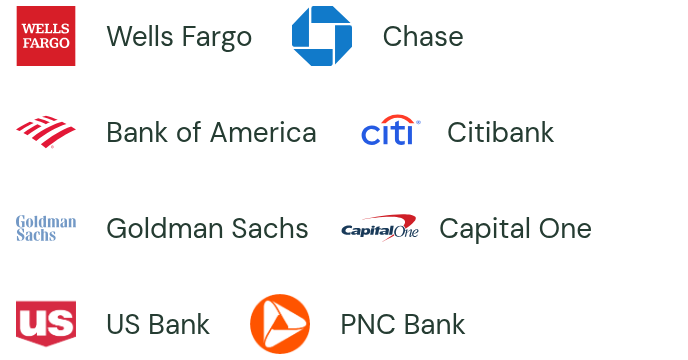 WELLS FARGO Wells Fargo Chase
Bank of America citi® Citibank
Goldman Sachs Goldman Sachs CapitalOne Capital One
us US Bank PNC Bank